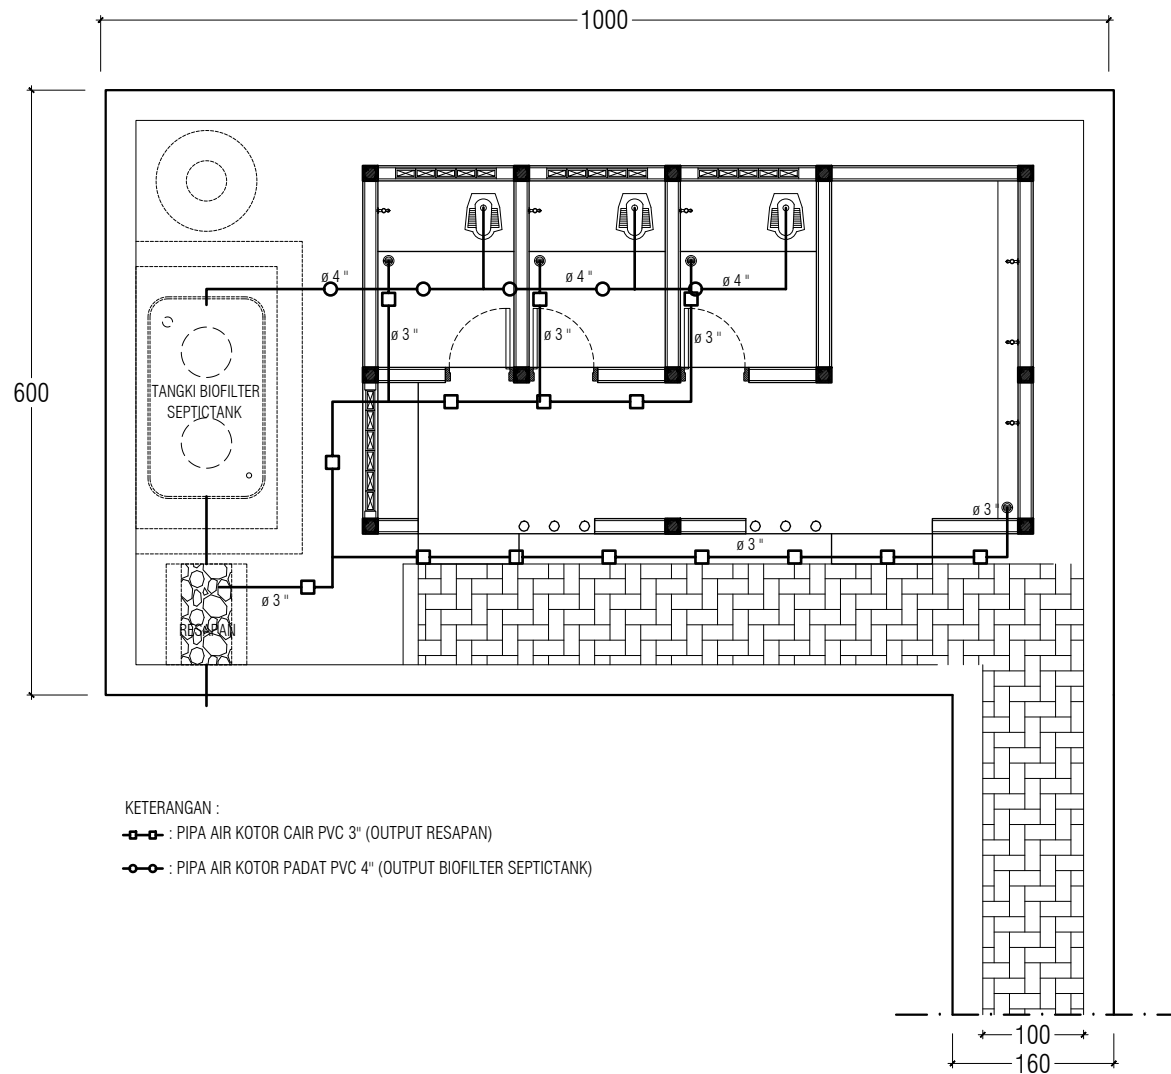 1000
600
ø 4 "
ø 4 "
ø 4 "
ø 3 "
ø 3 "
ø 3 "
TANGKI BIOFILTER
SEPTICTANK
ø 3 "
ø 3 "
ø 3 "
RESAPAN
KETERANGAN :
: PIPA AIR KOTOR CAIR PVC 3" (OUTPUT RESAPAN)
: PIPA AIR KOTOR PADAT PVC 4" (OUTPUT BIOFILTER SEPTICTANK)
100
160